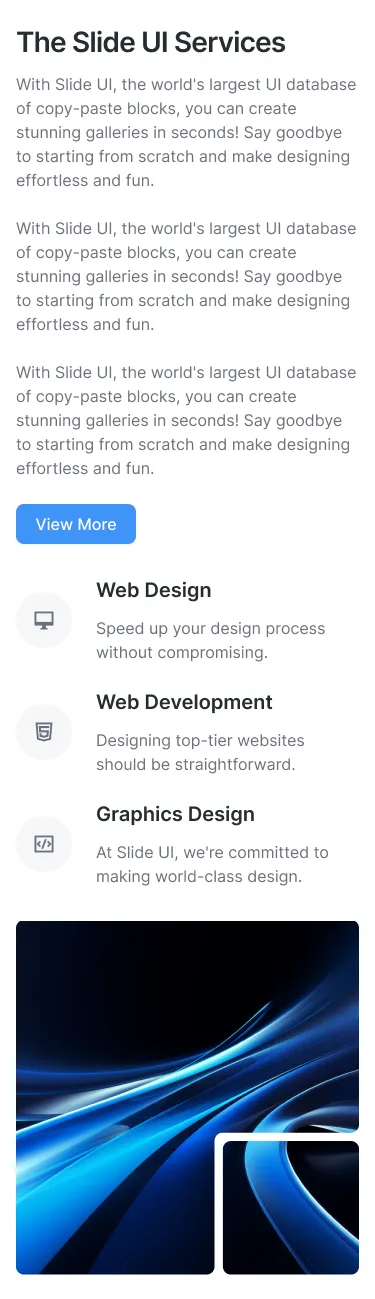 The Slide UI Services
With Slide UI, the world's largest UI database
of copy-paste blocks, you can create
stunning galleries in seconds! Say goodbye
to starting from scratch and make designing
effortless and fun.
With Slide UI, the world's largest UI database
of copy-paste blocks, you can create
stunning galleries in seconds! Say goodbye
to starting from scratch and make designing
effortless and fun.
With Slide UI, the world's largest UI database
of copy-paste blocks, you can create
stunning galleries in seconds! Say goodbye
to starting from scratch and make designing
effortless and fun.
View More
Web Design
Speed up your design process
without compromising.
Web Development
Designing top-tier websites
should be straightforward.
Graphics Design
At Slide UI, we're committed to
making world-class design.